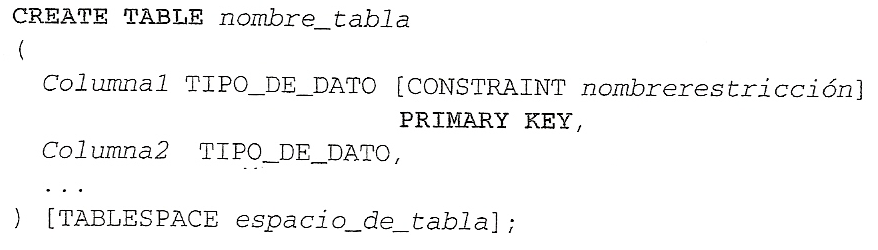 CREATE TABLE nombre_tabla
(
Columna1 TIPO_DE_DATO [CONSTRAINT nombrerestricción]
PRIMARY KEY,
Columna2 TIPO_DE_DATO,
...
) [TABLESPACE espacio_de_tabla];